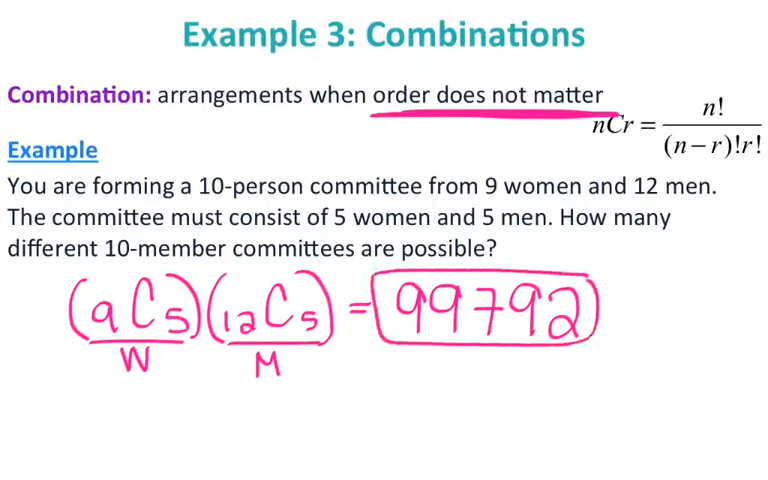 Example 3: Combinations
Combination: arrangements when order does not matter
nCr = n! / (n − r)!r!
Example
You are forming a 10-person committee from 9 women and 12 men.
The committee must consist of 5 women and 5 men. How many
different 10-member committees are possible?
(9C5)(12C5) = 99792
W M